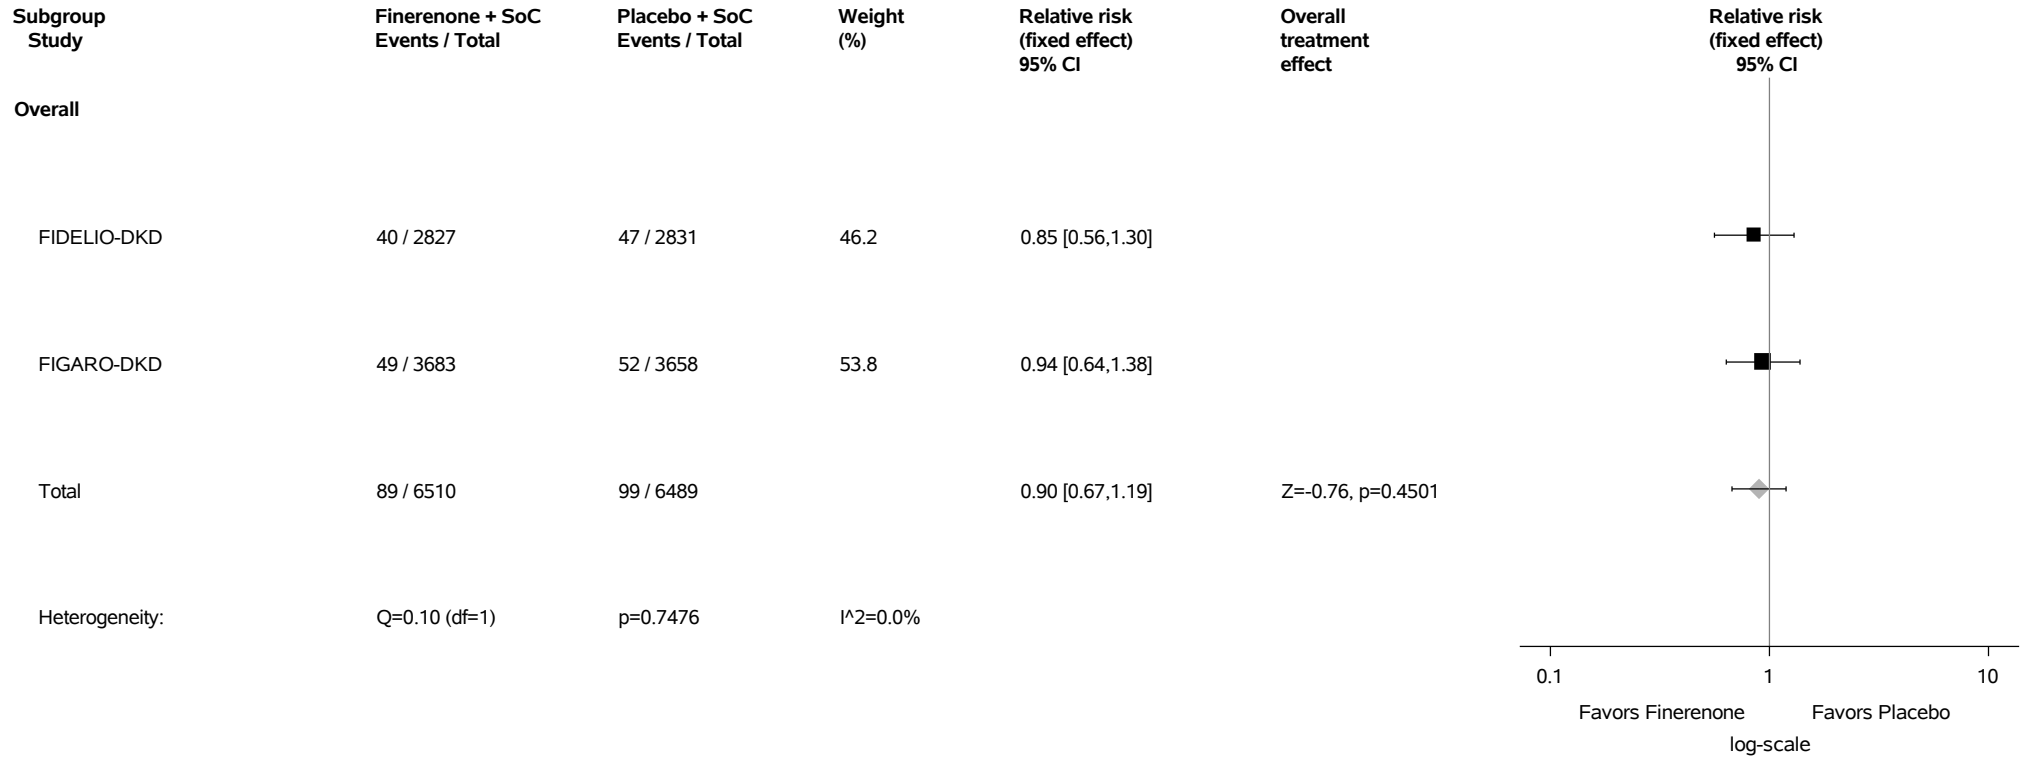 Subgroup Finerenone + SoC Placebo + SoC Weight Relative risk Overall Relative risk
Study Events / Total Events / Total (%) (fixed effect) treatment (fixed effect)
95% CI effect 95% CI
Overall
FIDELIO-DKD 40 / 2827 47 / 2831 46.2 0.85 [0.56,1.30]
FIGARO-DKD 49 / 3683 52 / 3658 53.8 0.94 [0.64,1.38]
Total 89 / 6510 99 / 6489 0.90 [0.67,1.19] Z=-0.76, p=0.4501
Heterogeneity: Q=0.10 (df=1) p=0.7476 I^2=0.0%
0.1 1 10
Favors Finerenone Favors Placebo
log-scale